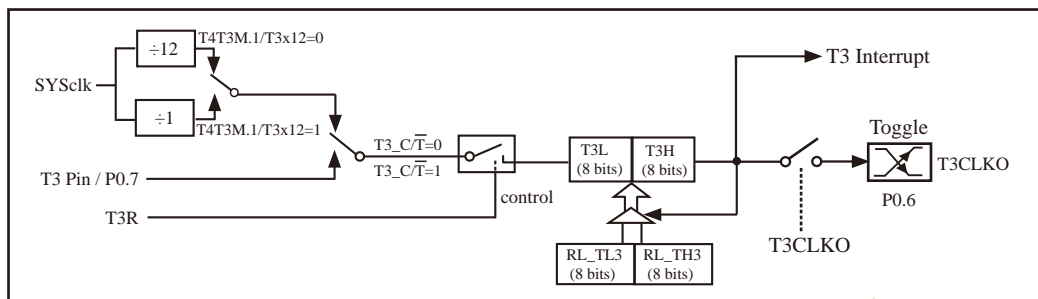 ÷12
T4T3M.1/T3x12=0
SYSclk
÷1
T4T3M.1/T3x12=1
T3 Pin / P0.7
T3R
T3_C/T̅=0
T3_C/T̅=1
control
T3L
(8 bits)
T3H
(8 bits)
RL_TL3
(8 bits)
RL_TH3
(8 bits)
T3 Interrupt
Toggle
T3CLKO
P0.6
T3CLKO